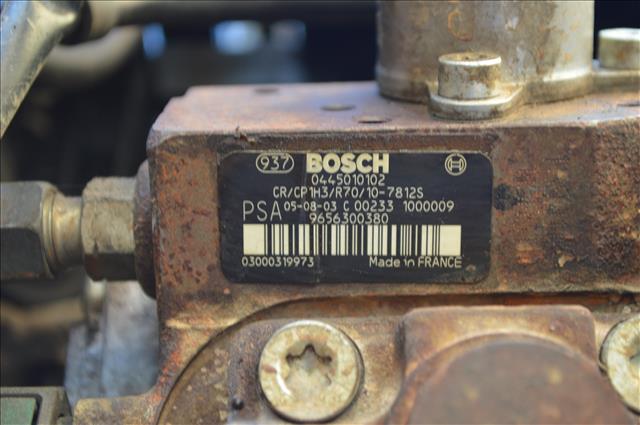 937 BOSCH
0445010102
CR/CP1H3/R70/10-7812S
PSA 05-08-03 C 00233 1000009
9656300380
03000319973 Made in FRANCE